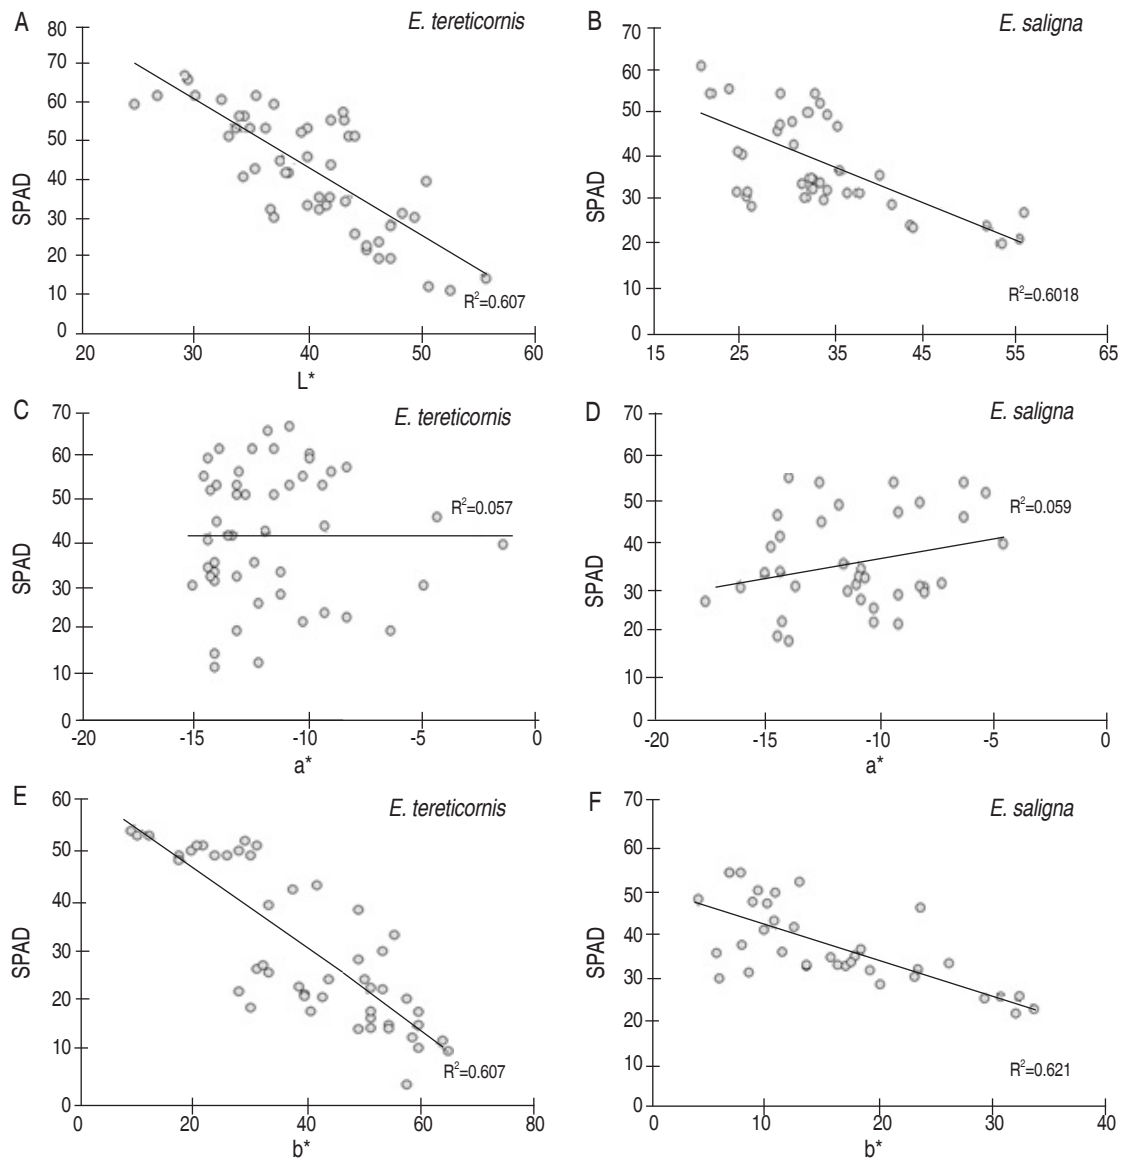 A
E. tereticornis
80
70
60
50
40
30
20
10
0
SPAD
R²=0.607
20 30 40 50 60
L*
B
E. saligna
70
60
50
40
30
20
10
0
SPAD
R²=0.6018
15 25 35 45 55 65
C
E. tereticornis
70
60
50
40
30
20
10
0
SPAD
R²=0.057
-20 -15 -10 -5 0
a*
D
E. saligna
70
60
50
40
30
20
10
0
SPAD
R²=0.059
-20 -15 -10 -5 0
a*
E
E. tereticornis
60
50
40
30
20
10
0
SPAD
R²=0.607
0 20 40 60 80
b*
F
E. saligna
70
60
50
40
30
20
10
0
SPAD
R²=0.621
0 10 20 30 40
b*